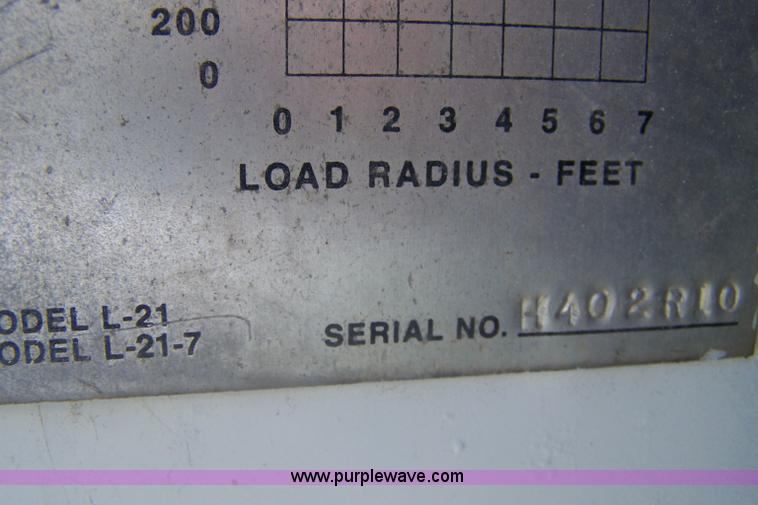 200
0
0 1 2 3 4 5 6 7
LOAD RADIUS - FEET
ODEL L-21
ODEL L-21-7
SERIAL NO. H402R10
www.purplewave.com